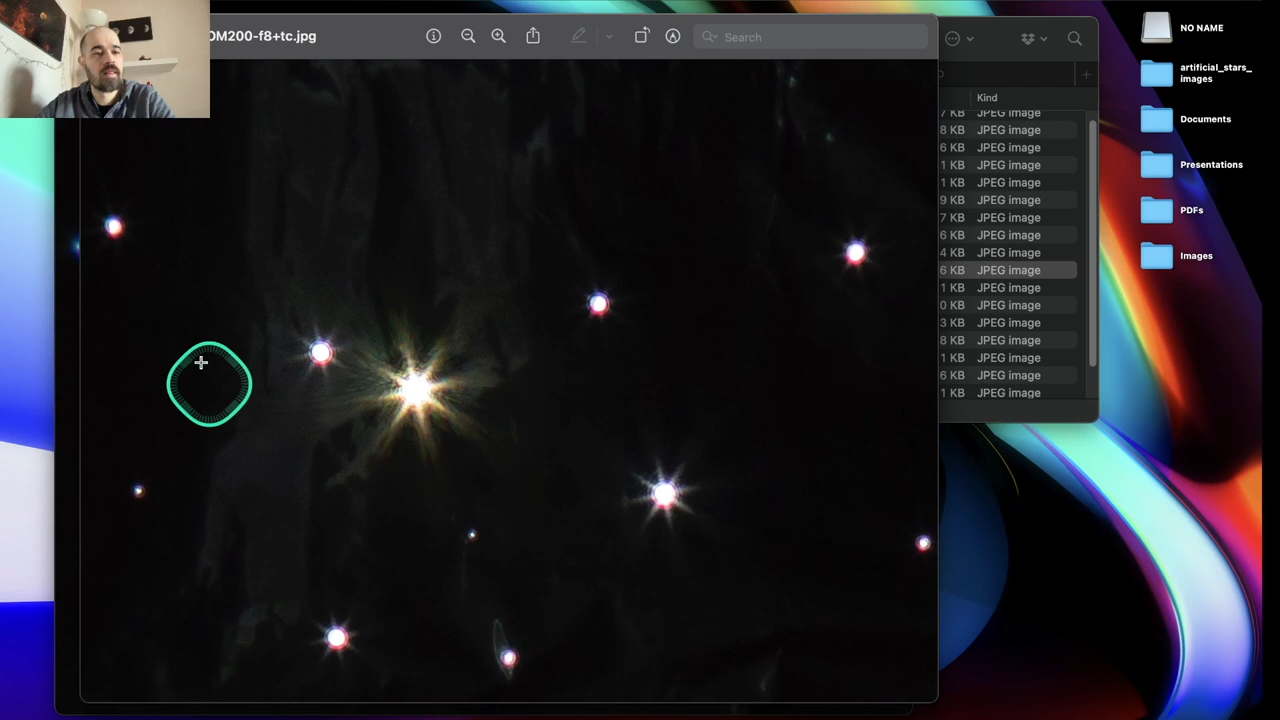 OM200-f8+tc.jpg
Search
Kind
7 KB JPEG image
8 KB JPEG image
6 KB JPEG image
1 KB JPEG image
1 KB JPEG image
9 KB JPEG image
7 KB JPEG image
6 KB JPEG image
4 KB JPEG image
6 KB JPEG image
1 KB JPEG image
0 KB JPEG image
3 KB JPEG image
8 KB JPEG image
1 KB JPEG image
6 KB JPEG image
1 KB JPEG image
NO NAME
artificial_stars_
images
Documents
Presentations
PDFs
Images